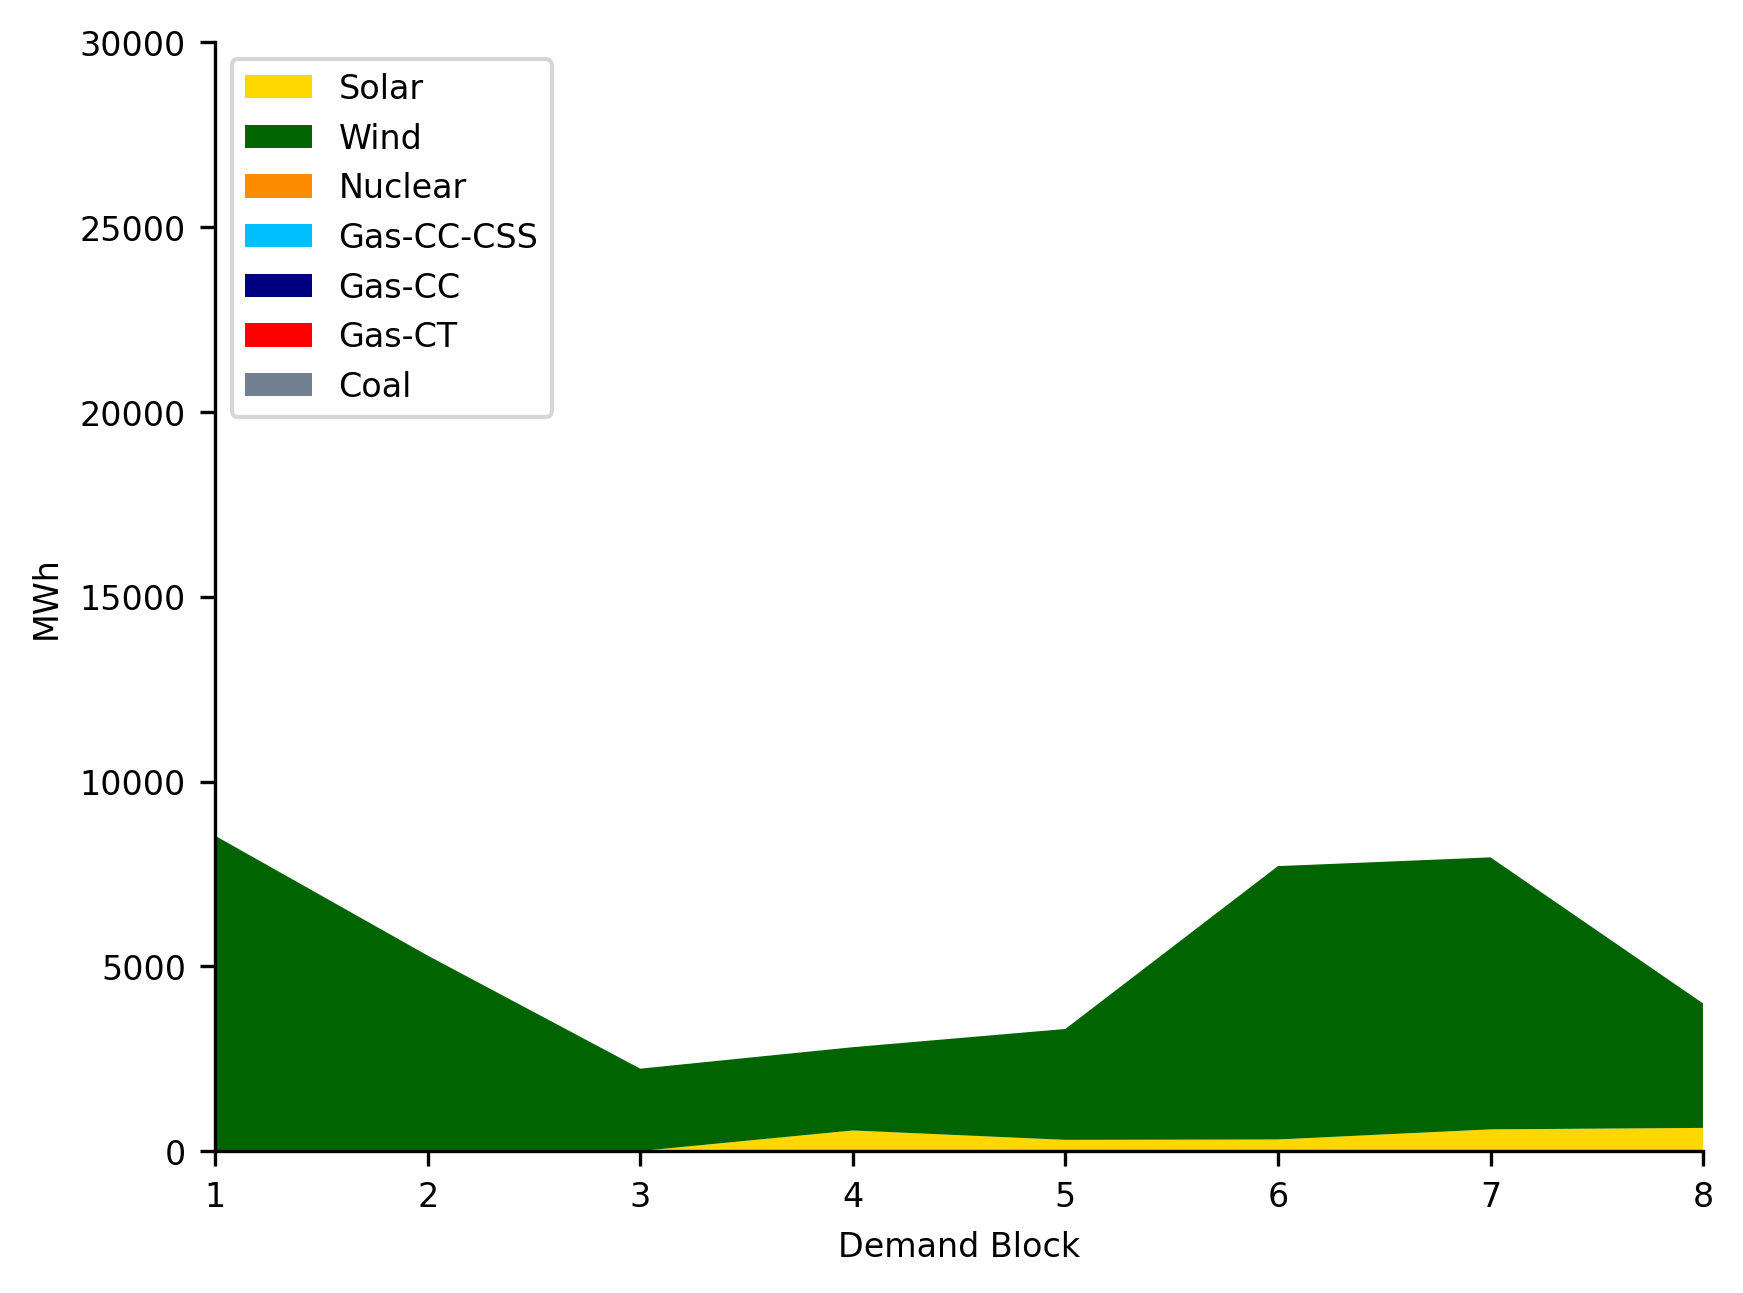 30000
25000
20000
15000
10000
5000
0
MWh
Solar
Wind
Nuclear
Gas-CC-CSS
Gas-CC
Gas-CT
Coal
1 2 3 4 5 6 7 8
Demand Block